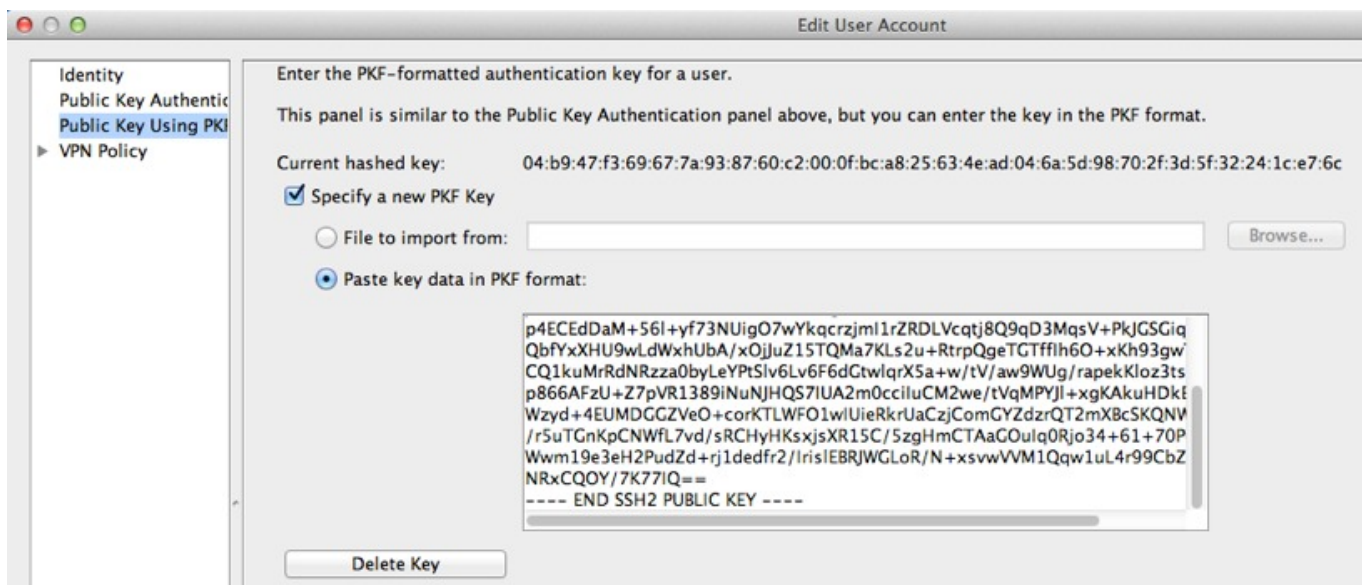 Edit User Account
Identity
Public Key Authentic
Public Key Using PKF
VPN Policy
Enter the PKF-formatted authentication key for a user.
This panel is similar to the Public Key Authentication panel above, but you can enter the key in the PKF format.
Current hashed key: 04:b9:47:f3:69:67:7a:93:87:60:c2:00:0f:bc:a8:25:63:4e:ad:04:6a:5d:98:70:2f:3d:5f:32:24:1c:e7:6c
Specify a new PKF Key
File to import from:
Browse...
Paste key data in PKF format:
p4ECEdDaM+56l+yf73NUigO7wYkqcrzjmI1rZRDLVcqtj8Q9qD3MqsV+PkJGSGiq
QbfYxXHU9wLdWxhUbA/xOjJuZ15TQMa7KLs2u+RtrpQgeTGTfflh6O+xKh93gw
CQ1kuMrRdNRzza0byLeYPtSlv6Lv6F6dGtwlqrX5a+w/tV/aw9WUg/rapekKloz3ts
p866AFzU+Z7pVR1389iNuNJHQS7IUA2m0cciluCM2we/tVqMPYJl+xgKAkuHDkE
Wzyd+4EUMDGGZVeO+corKTLWFO1wlUieRkrUaCzjComGYZdzrQT2mXBcSKQNW
/r5uTGnKpCNWfL7vd/sRCHyHKsxjsXR15C/5zgHmCTAaGOulq0Rjo34+61+70P
Wwm19e3eH2PudZd+rj1dedfr2/IrislEBRJWGLoR/N+xsvwVVM1Qqw1uL4r99CbZ
NRxCQOY/7K77IQ==
---- END SSH2 PUBLIC KEY ----
Delete Key